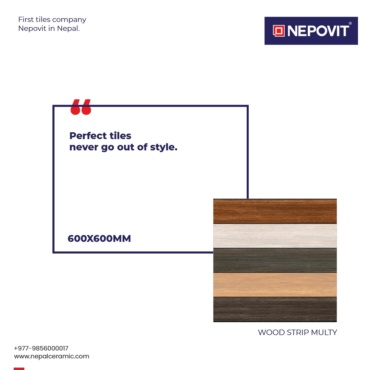 First tiles company
Nepovit in Nepal.
NEPOVIT®
Perfect tiles
never go out of style.
600X600MM
WOOD STRIP MULTY
+977-9856000017
www.nepalceramic.com